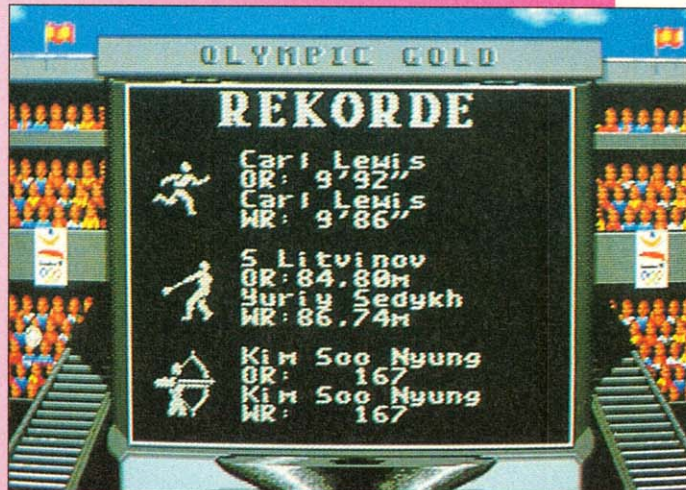 OLYMPIC GOLD
REKORDE
Carl Lewis
OR: 9'92"
Carl Lewis
WR: 9'86"
S Litvinov
OR:84.80m
Yuriy Sedykh
WR:86.74m
Kim Soo Nyung
OR: 167
Kim Soo Nyung
WR: 167